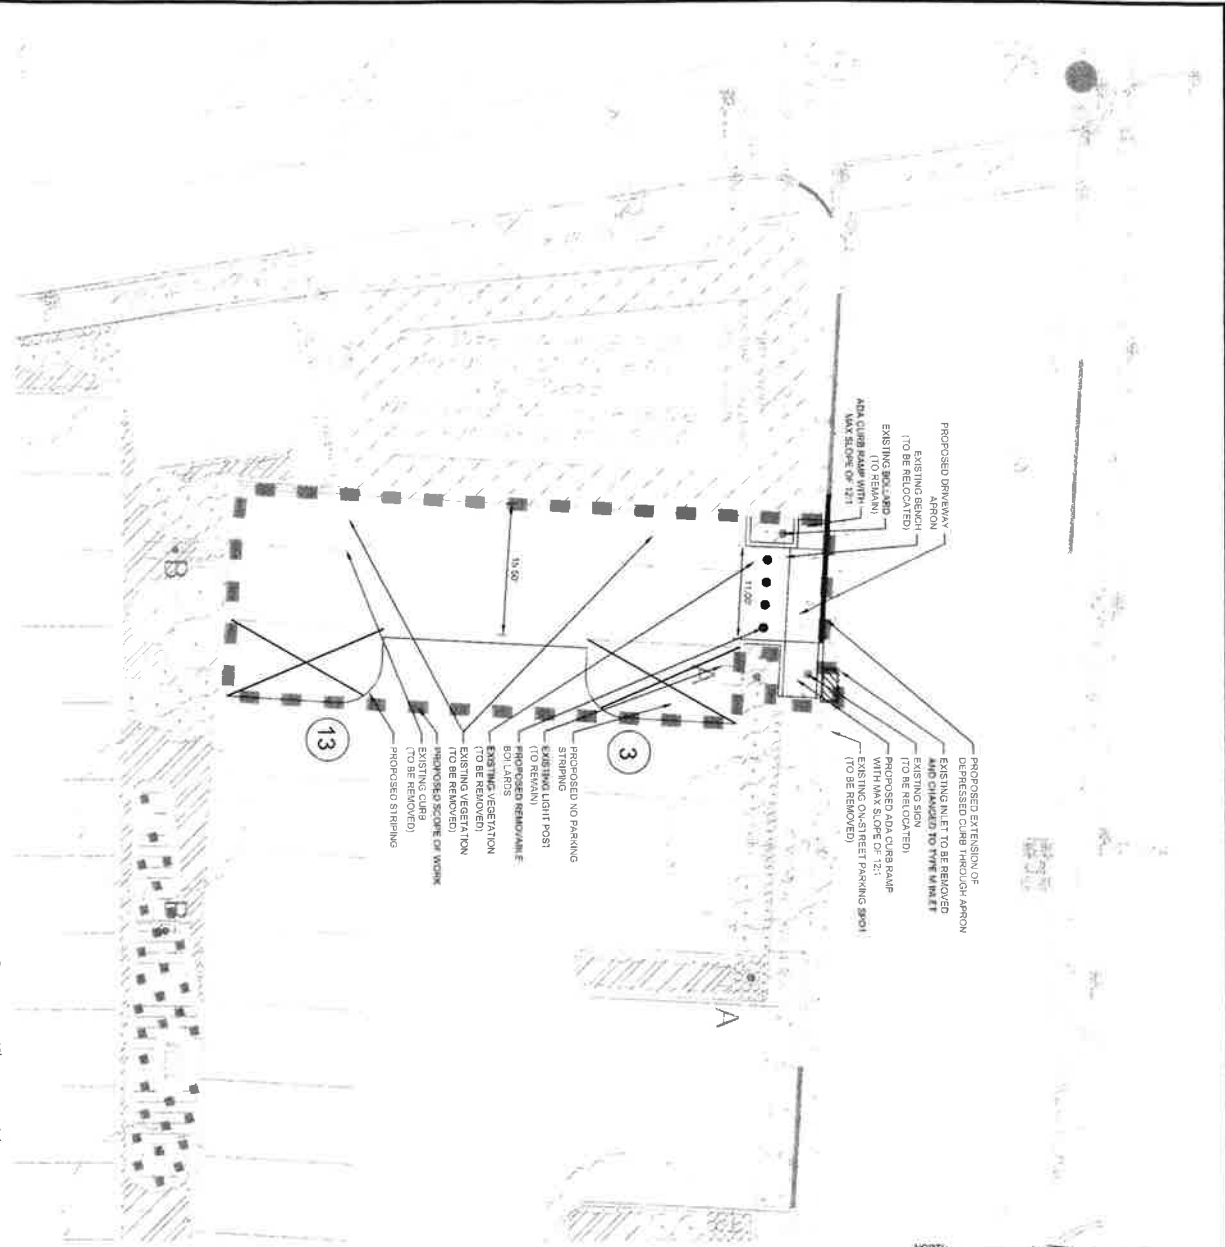 PROPOSED DRIVEWAY
APRON
EXISTING BENCH
(TO BE RELOCATED)
EXISTING BOLLARD
(TO REMAIN)
ADA CURB RAMP WITH
MAX SLOPE OF 12:1
PROPOSED EXTENSION OF
DEPRESSED CURB THROUGH APRON
EXISTING INLET TO BE REMOVED
AND CHANGED TO TYPE M INLET
EXISTING SIGN
(TO BE RELOCATED)
PROPOSED ADA CURB RAMP
WITH MAX SLOPE OF 12:1
EXISTING ON-STREET PARKING SPOT
(TO BE REMOVED)
11.00'
A
A
3
PROPOSED NO PARKING
STRIPING
EXISTING LIGHT POST
(TO REMAIN)
PROPOSED REMOVABLE
BOLLARDS
EXISTING VEGETATION
(TO BE REMOVED)
EXISTING VEGETATION
(TO BE REMOVED)
PROPOSED SCOPE OF WORK
EXISTING CURB
(TO BE REMOVED)
PROPOSED STRIPING
13
B
B